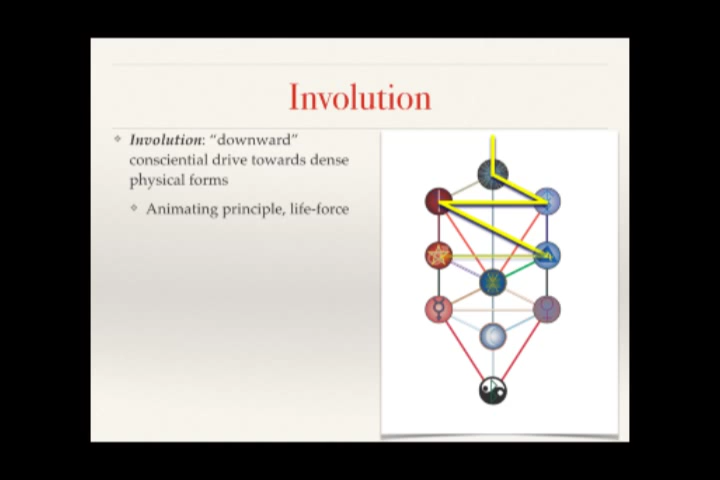 Involution
Involution: “downward”
consciential drive towards dense
physical forms
Animating principle, life-force